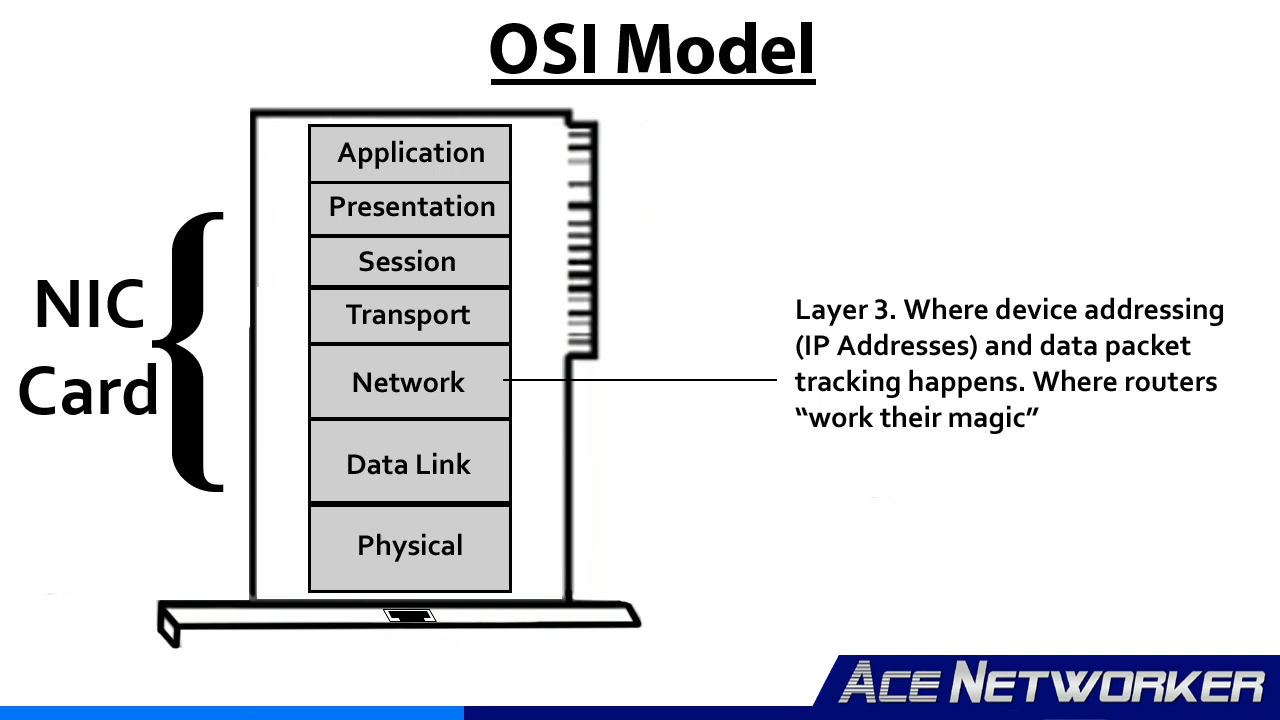 OSI Model
Application
Presentation
Session
Transport
Network
Data Link
Physical
NIC
Card
Layer 3. Where device addressing
(IP Addresses) and data packet
tracking happens. Where routers
“work their magic”
ACE NETWORKER